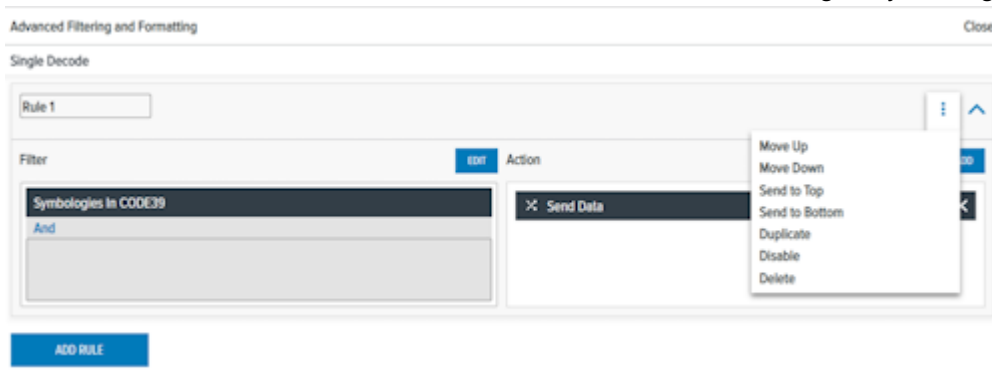 Advanced Filtering and Formatting
Close
Single Decode
Rule 1
Filter
EDIT
Action
Move Up
Move Down
Send to Top
Send to Bottom
Duplicate
Disable
Delete
Symbologies In CODE39
And
Send Data
ADD RULE